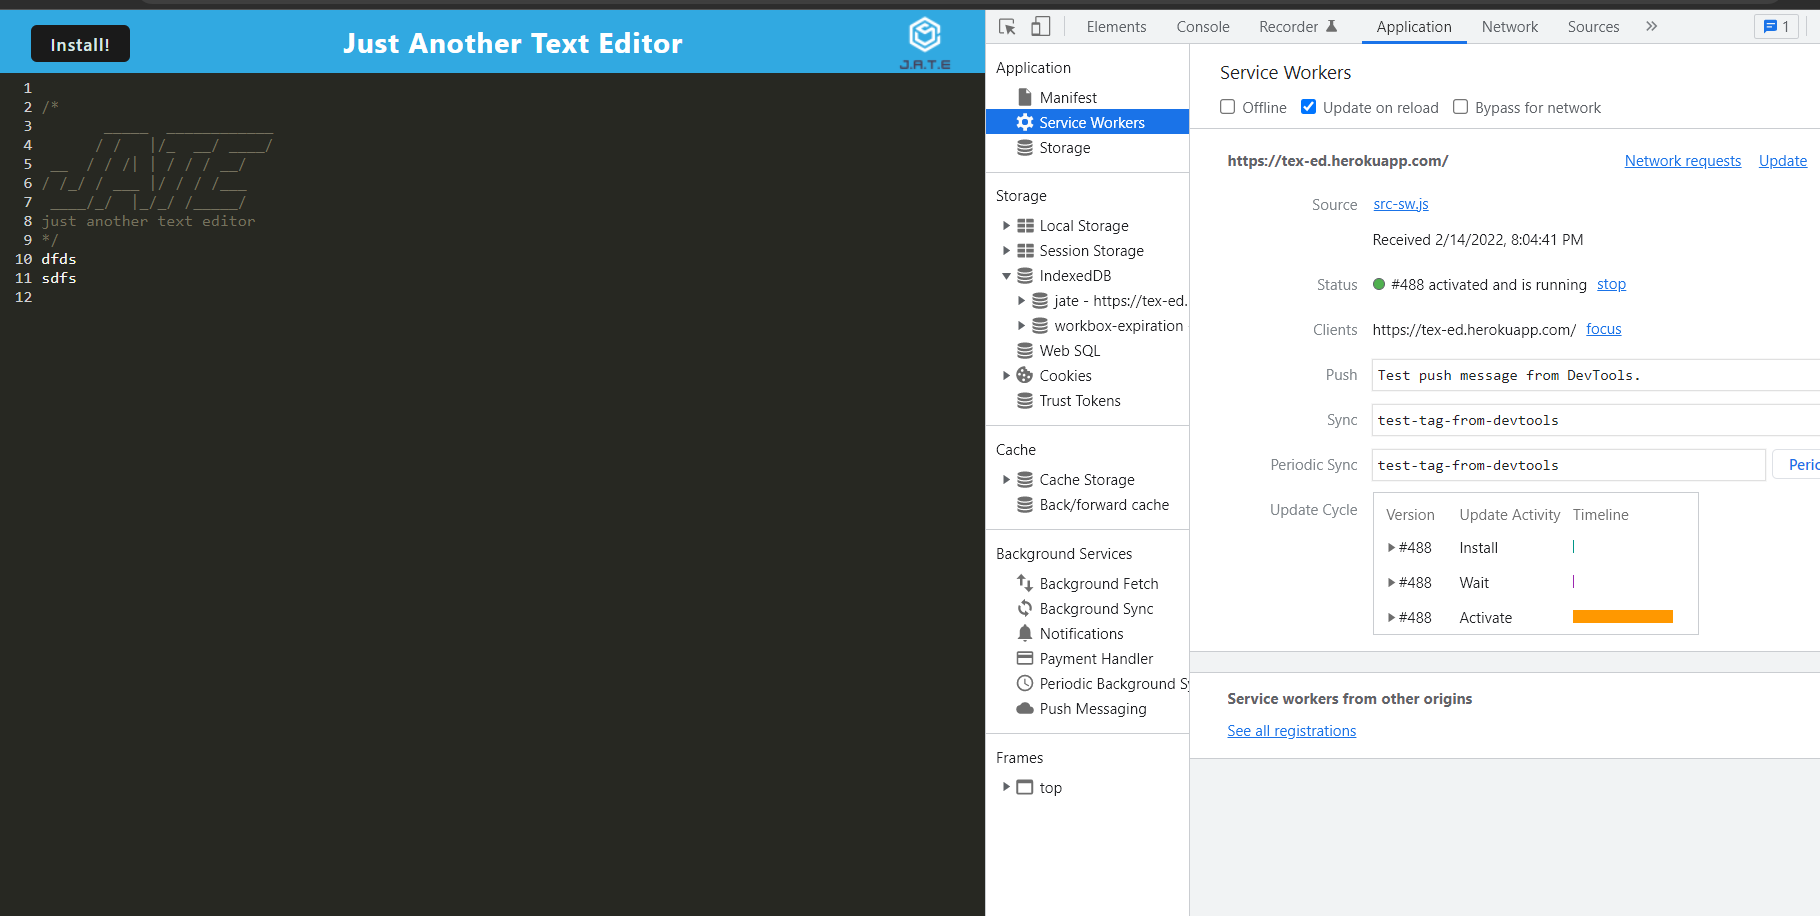 Install!
Just Another Text Editor
J.A.T.E
1
2 /*
3        _____  ____________
4       / /   |/_  __/ ____/
5  __  / / /| | / / / __/
6 / /_/ / ___ |/ / / /___
7  ____/_/  |_/_/ /_____/
8 just another text editor
9 */
10 dfds
11 sdfs
12
Elements Console Recorder Application Network Sources » 1
Application
Manifest
Service Workers
Storage
Storage
Local Storage
Session Storage
IndexedDB
jate - https://tex-ed.
workbox-expiration
Web SQL
Cookies
Trust Tokens
Cache
Cache Storage
Back/forward cache
Background Services
Background Fetch
Background Sync
Notifications
Payment Handler
Periodic Background Sy
Push Messaging
Frames
top
Service Workers
Offline Update on reload Bypass for network
https://tex-ed.herokuapp.com/ Network requests Update
Source src-sw.js
Received 2/14/2022, 8:04:41 PM
Status #488 activated and is running stop
Clients https://tex-ed.herokuapp.com/ focus
Push Test push message from DevTools.
Sync test-tag-from-devtools
Periodic Sync test-tag-from-devtools Peric
Update Cycle Version Update Activity Timeline
#488 Install
#488 Wait
#488 Activate
Service workers from other origins
See all registrations